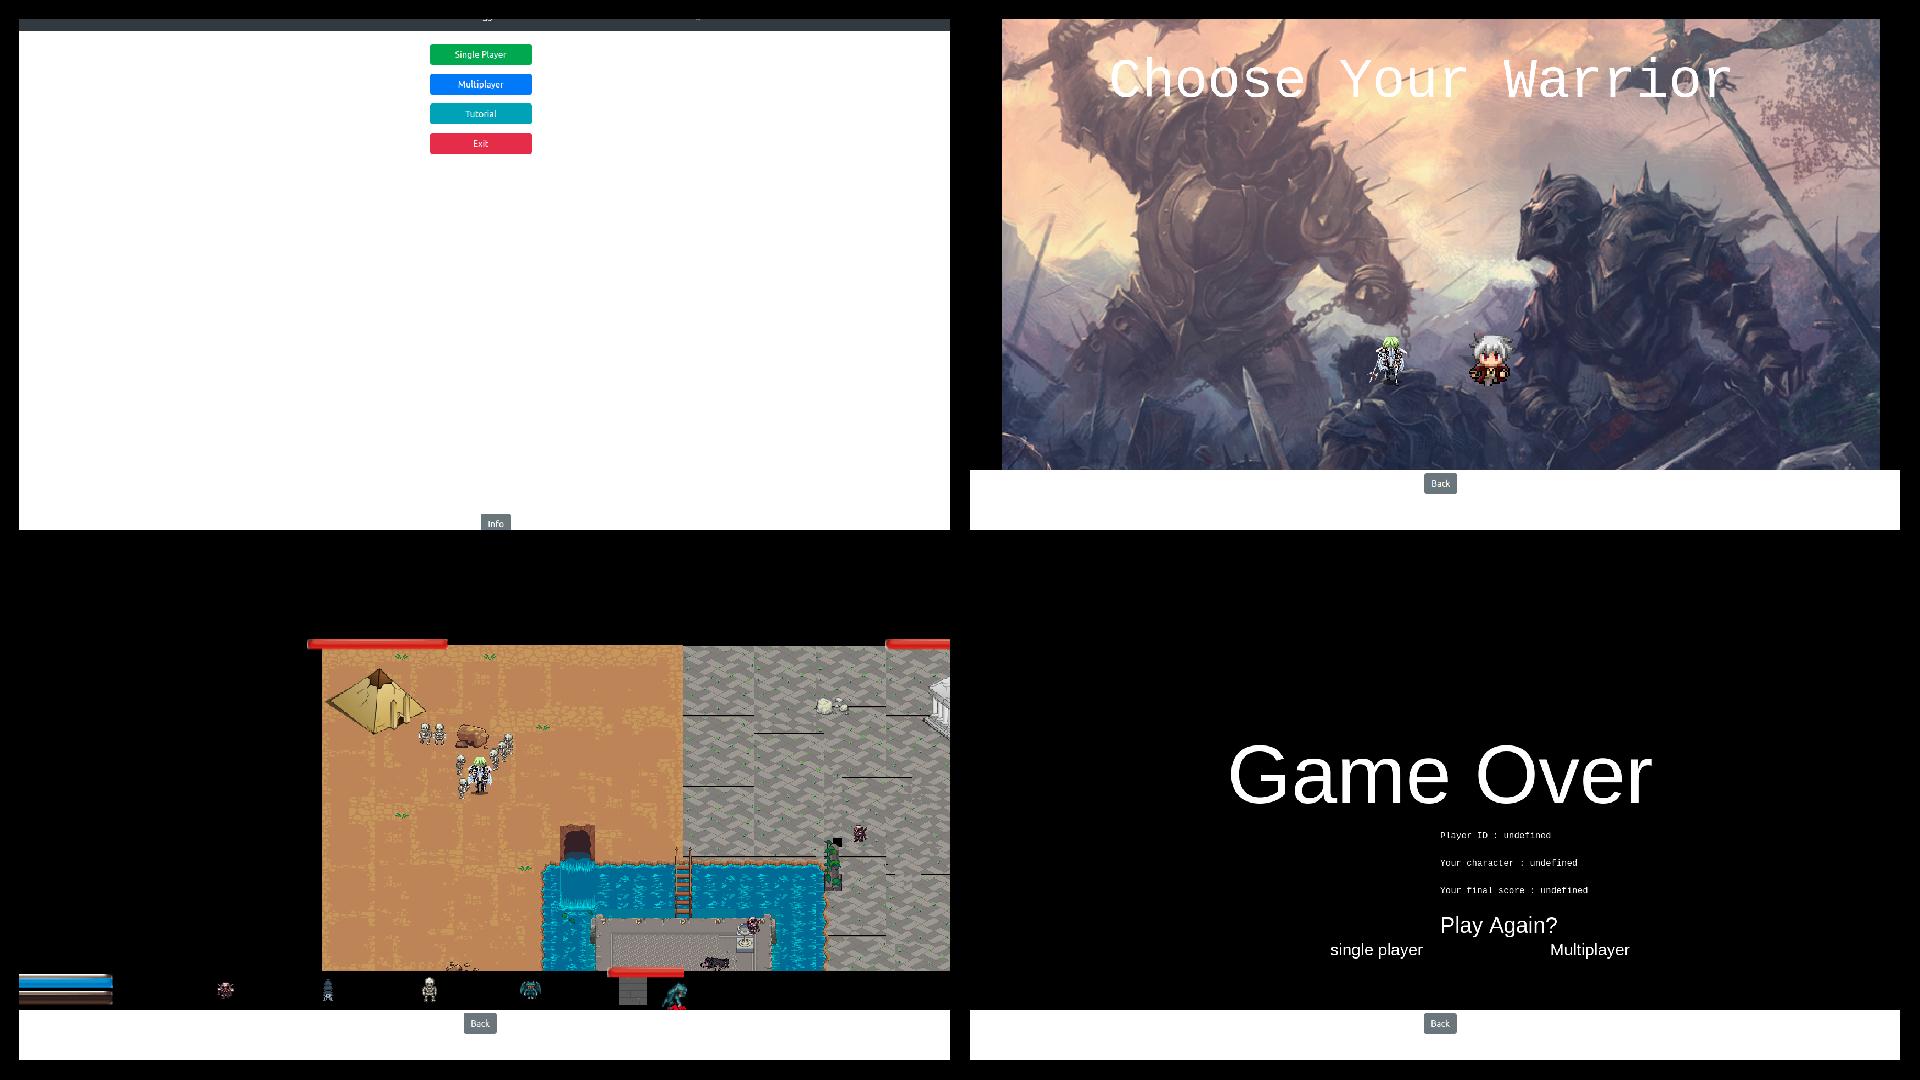 Single Player
Multiplayer
Tutorial
Exit
Info
Choose Your Warrior
Back
Back
Game Over
Player ID : undefined
Your character : undefined
Your final score : undefined
Play Again?
single player Multiplayer
Back